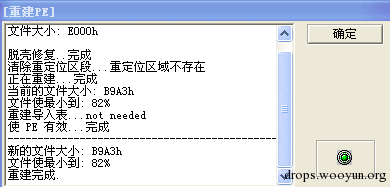 [重建PE]
文件大小: E000h
脱壳修复...完成
清除重定位区段...重定位区域不存在
正在重建...完成
当前的文件大小: B9A3h
文件使最小到: 82%
重建导入表...not needed
使 PE 有效...完成
新的文件大小: B9A3h
文件使最小到: 82%
重建完成.
确定
drops.wooyun.org